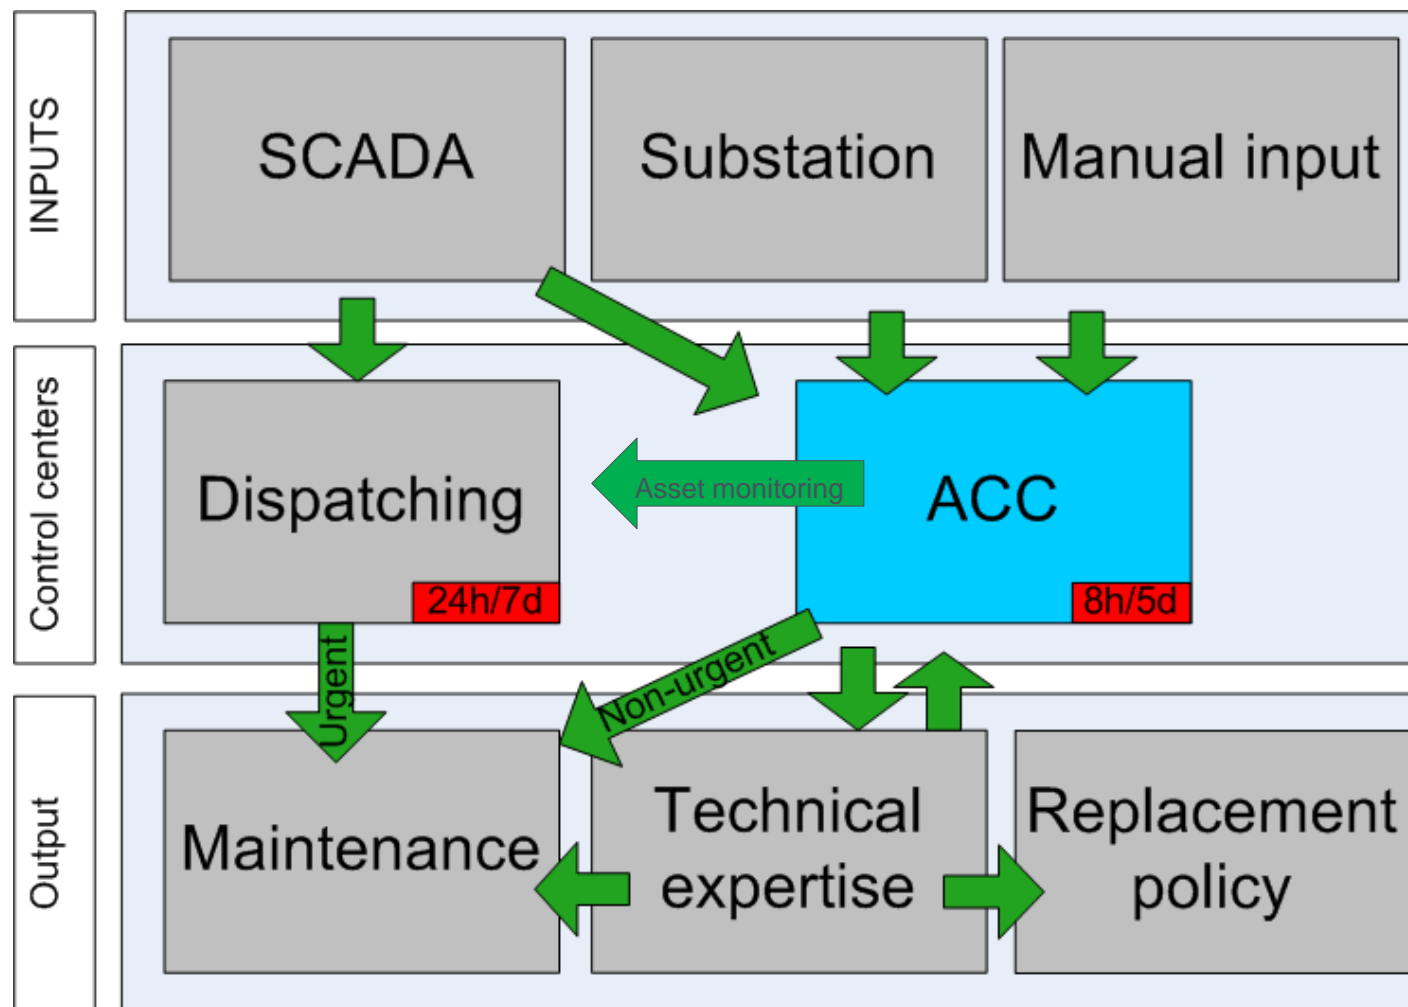 INPUTS
SCADA
Substation
Manual input
Control centers
Dispatching
24h/7d
Asset monitoring
ACC
8h/5d
Urgent
Non-urgent
Output
Maintenance
Technical
expertise
Replacement
policy